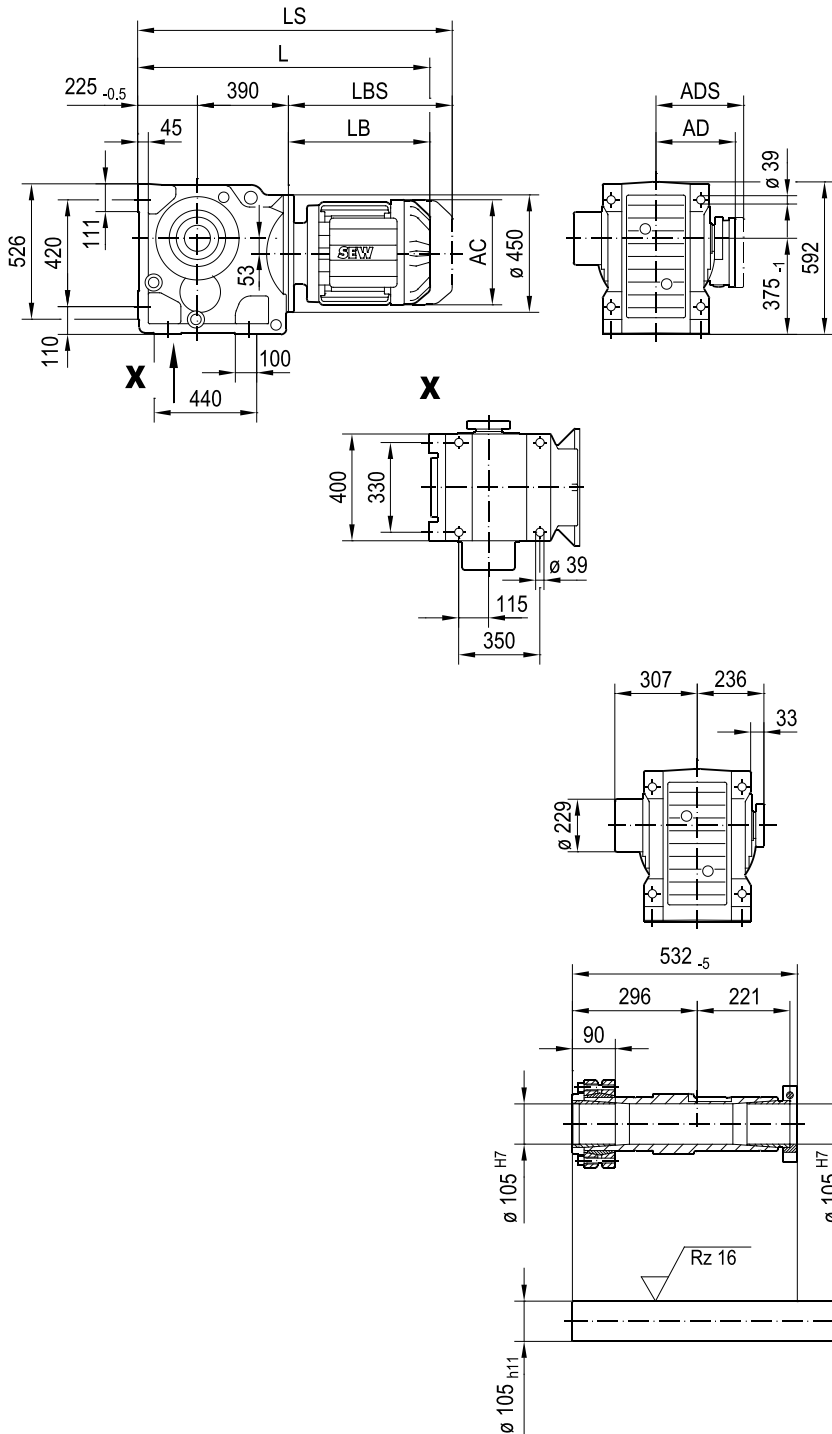 LS
L
225 -0.5
390
LBS
45
LB
526
420
111
53
SEW
AC
ø 450
110
X
100
440
ADS
AD
ø 39
375 -1
592
X
400
330
ø 39
115
350
307
236
33
ø 229
532 -5
296
221
90
ø 105 H7
ø 105 H7
Rz 16
ø 105 h11